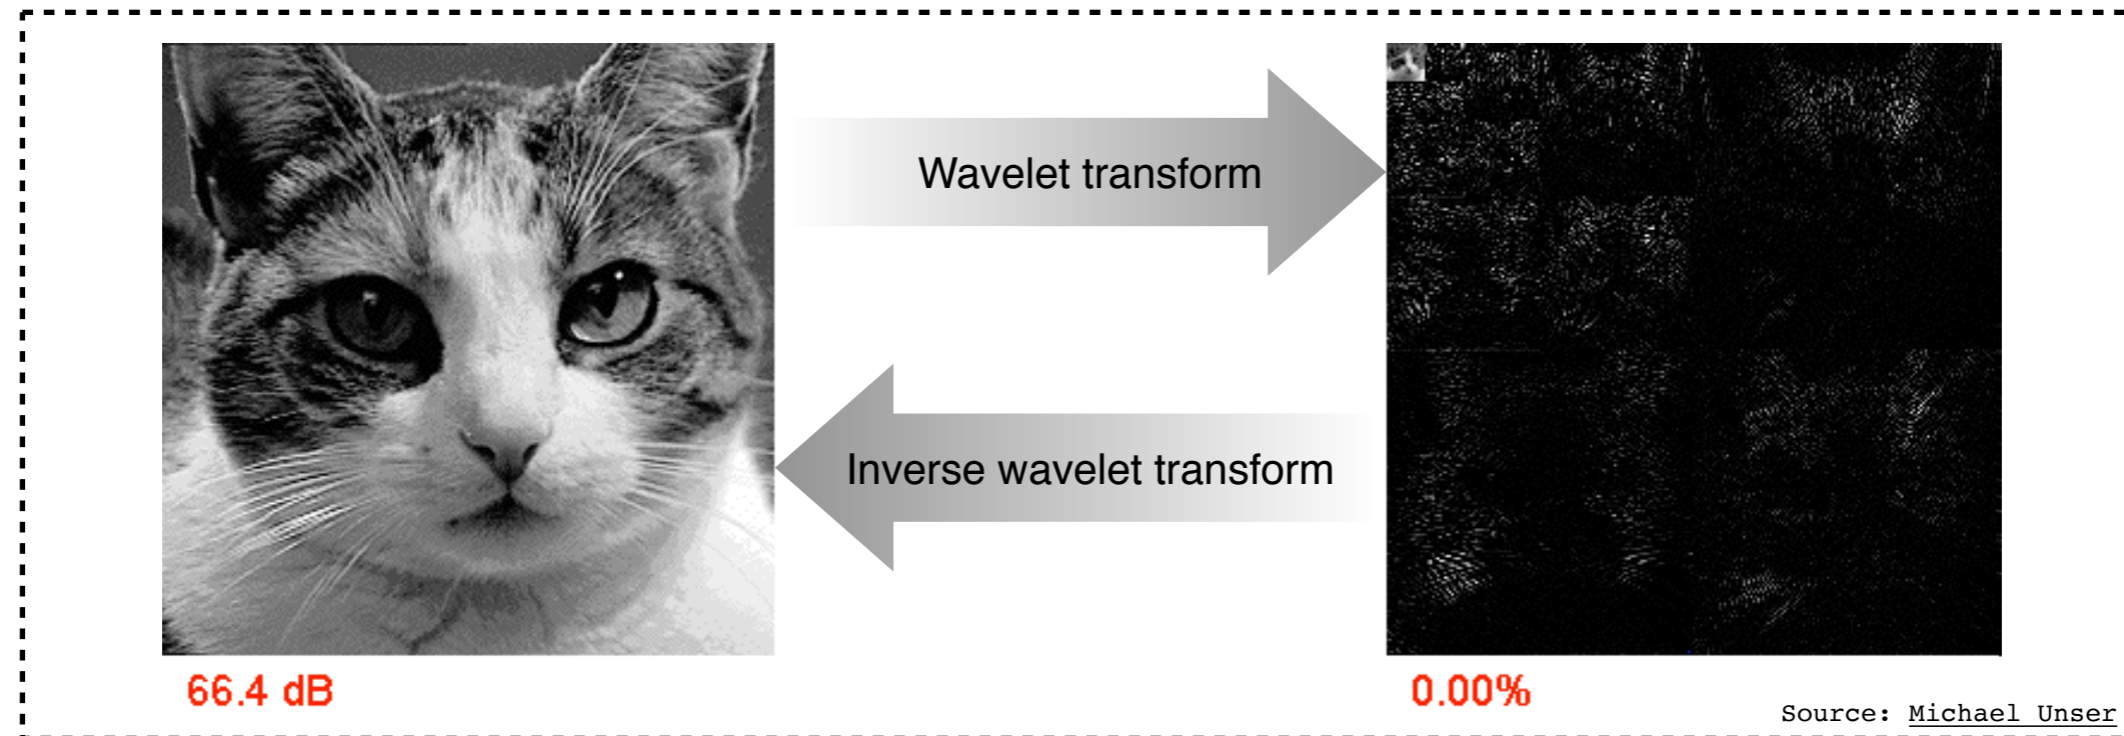 Wavelet transform
Inverse wavelet transform
66.4 dB
0.00%
Source: Michael Unser